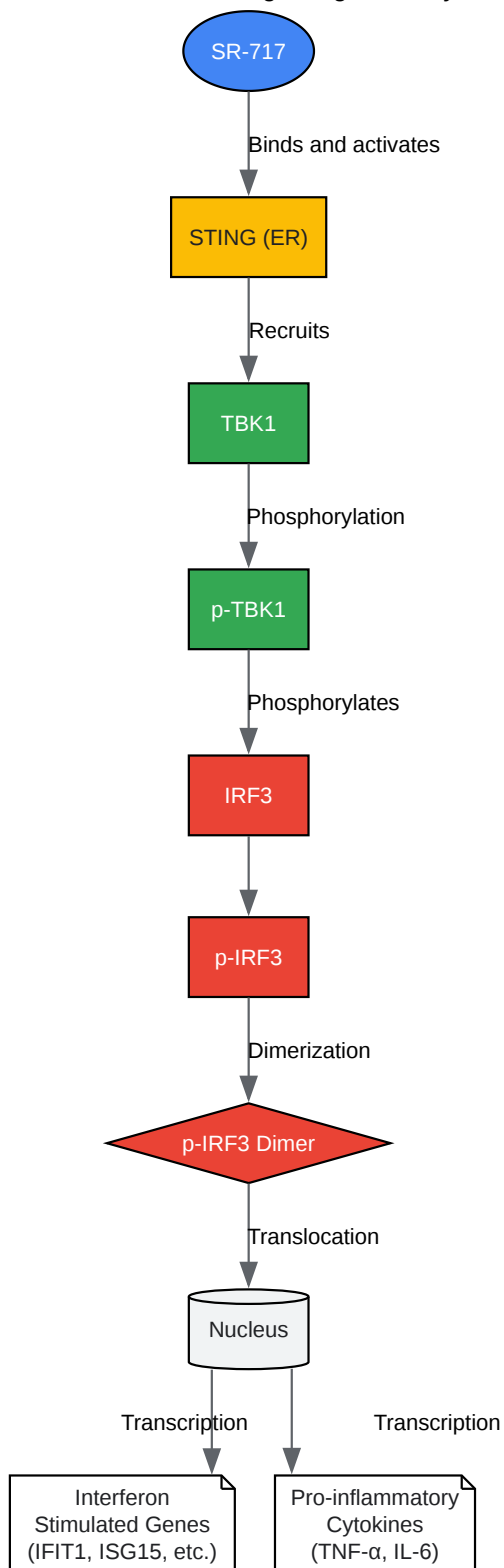 SR-717
Binds and activates
STING (ER)
Recruits
TBK1
Phosphorylation
p-TBK1
Phosphorylates
IRF3
p-IRF3
Dimerization
p-IRF3 Dimer
Translocation
Nucleus
Transcription
Transcription
Interferon
Stimulated Genes
(IFIT1, ISG15, etc.)
Pro-inflammatory
Cytokines
(TNF-α, IL-6)